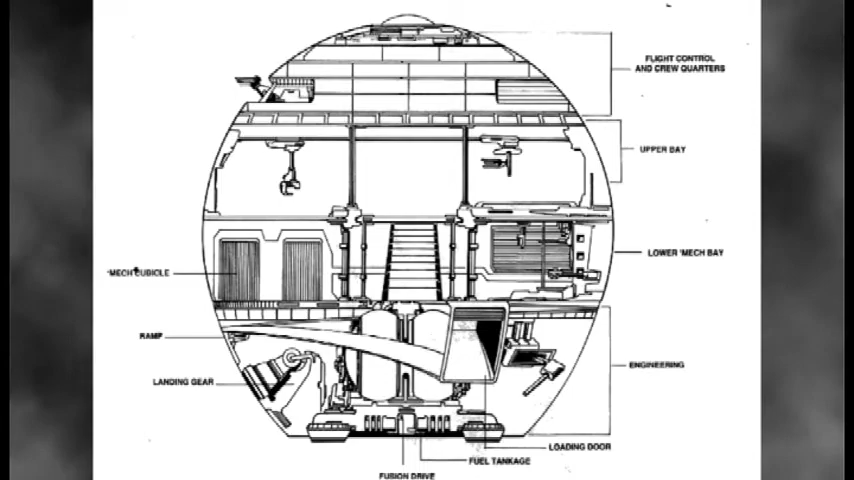 FLIGHT CONTROL
AND CREW QUARTERS
UPPER BAY
LOWER 'MECH BAY
'MECH CUBICLE
RAMP
ENGINEERING
LANDING GEAR
LOADING DOOR
FUEL TANKAGE
FUSION DRIVE